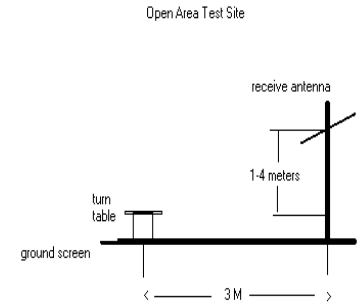 Open Area Test Site
receive antenna
1-4 meters
turn
table
ground screen
3 M